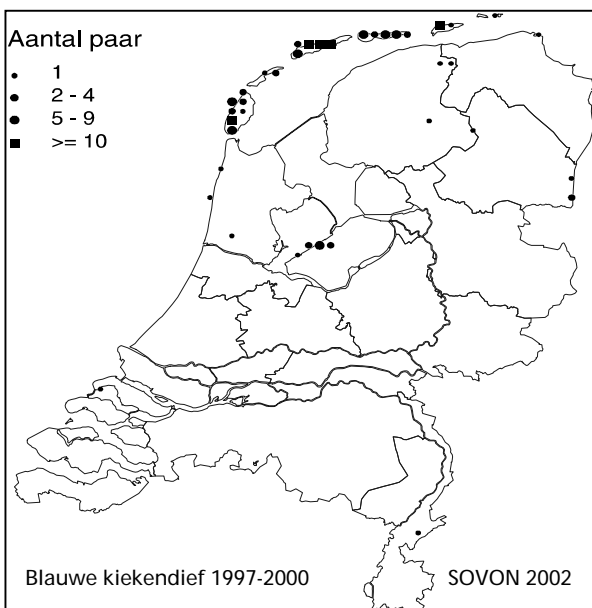 Aantal paar
1
2 - 4
5 - 9
>= 10
Blauwe kiekendief 1997-2000
SOVON 2002